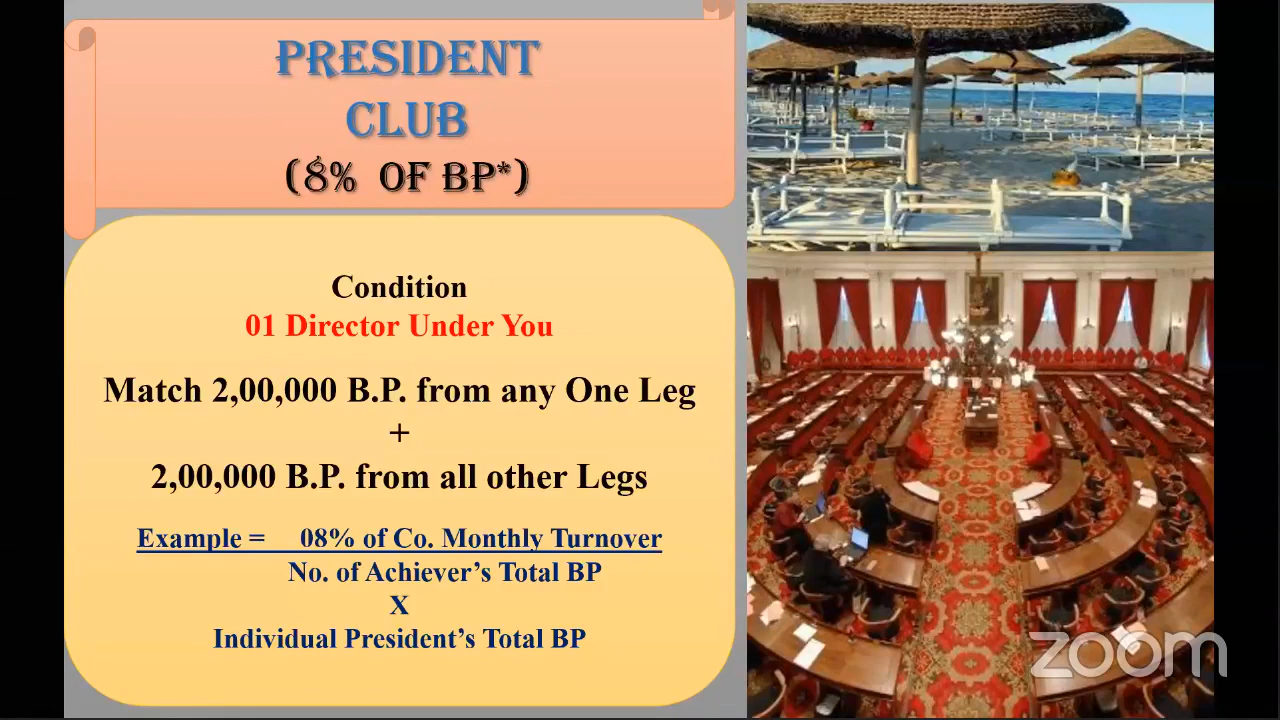 PRESIDENT
CLUB
(8% OF BP*)
Condition
01 Director Under You
Match 2,00,000 B.P. from any One Leg
+
2,00,000 B.P. from all other Legs
Example = 08% of Co. Monthly Turnover
No. of Achiever's Total BP
X
Individual President's Total BP
zoom